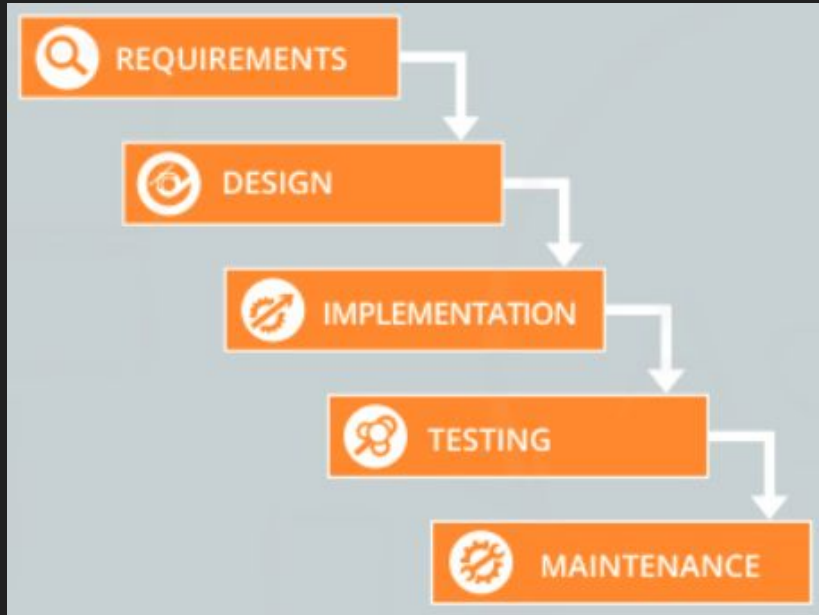 REQUIREMENTS
DESIGN
IMPLEMENTATION
TESTING
MAINTENANCE